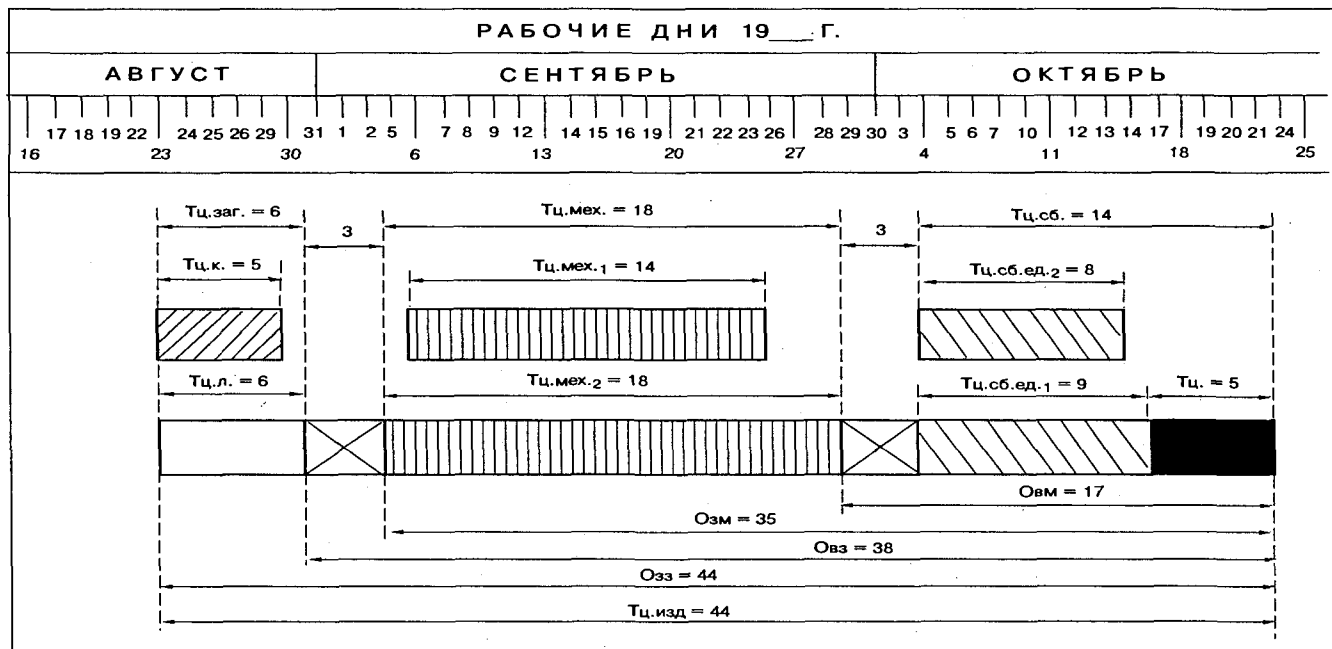 РАБОЧИЕ ДНИ 19___ Г.
АВГУСТ СЕНТЯБРЬ ОКТЯБРЬ
17 18 19 22 24 25 26 29 31 1 2 5 7 8 9 12 14 15 16 19 21 22 23 26 28 29 30 3 5 6 7 10 12 13 14 17 19 20 21 24
16 23 30 6 13 20 27 4 11 18 25
Тц.заг. = 6 Тц.мех. = 18 Тц.сб. = 14
3 3
Тц.к. = 5 Тц.мех.₁ = 14 Тц.сб.ед.₂ = 8
Тц.л. = 6 Тц.мех.₂ = 18 Тц.сб.ед.₁ = 9 Тц. = 5
Овм = 17
Озм = 35
Овз = 38
Озз = 44
Тц.изд = 44